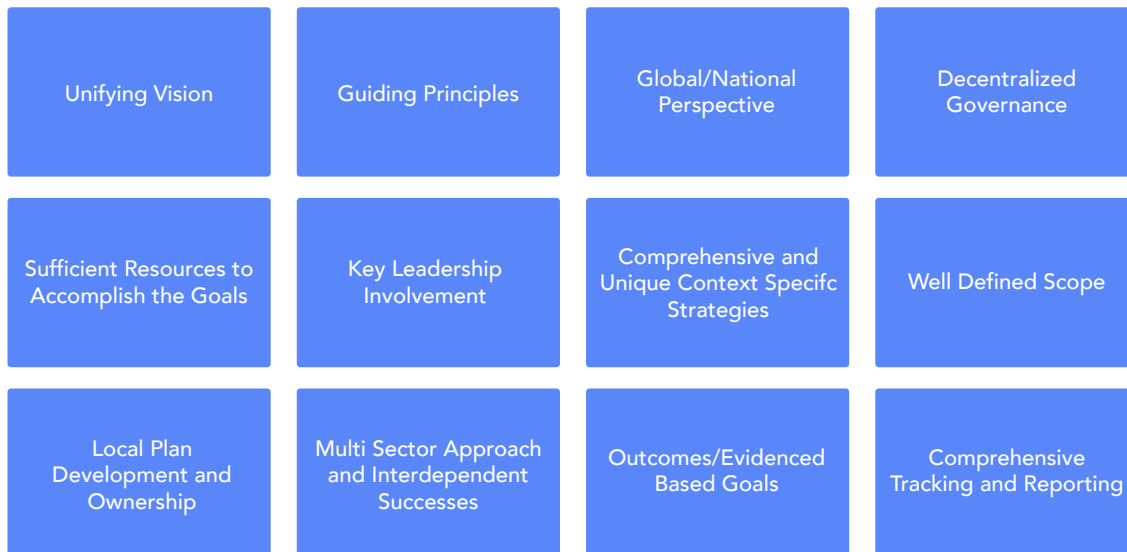 Unifying Vision
Guiding Principles
Global/National
Perspective
Decentralized
Governance
Sufficient Resources to
Accomplish the Goals
Key Leadership
Involvement
Comprehensive and
Unique Context Specifc
Strategies
Well Defined Scope
Local Plan
Development and
Ownership
Multi Sector Approach
and Interdependent
Successes
Outcomes/Evidenced
Based Goals
Comprehensive
Tracking and Reporting